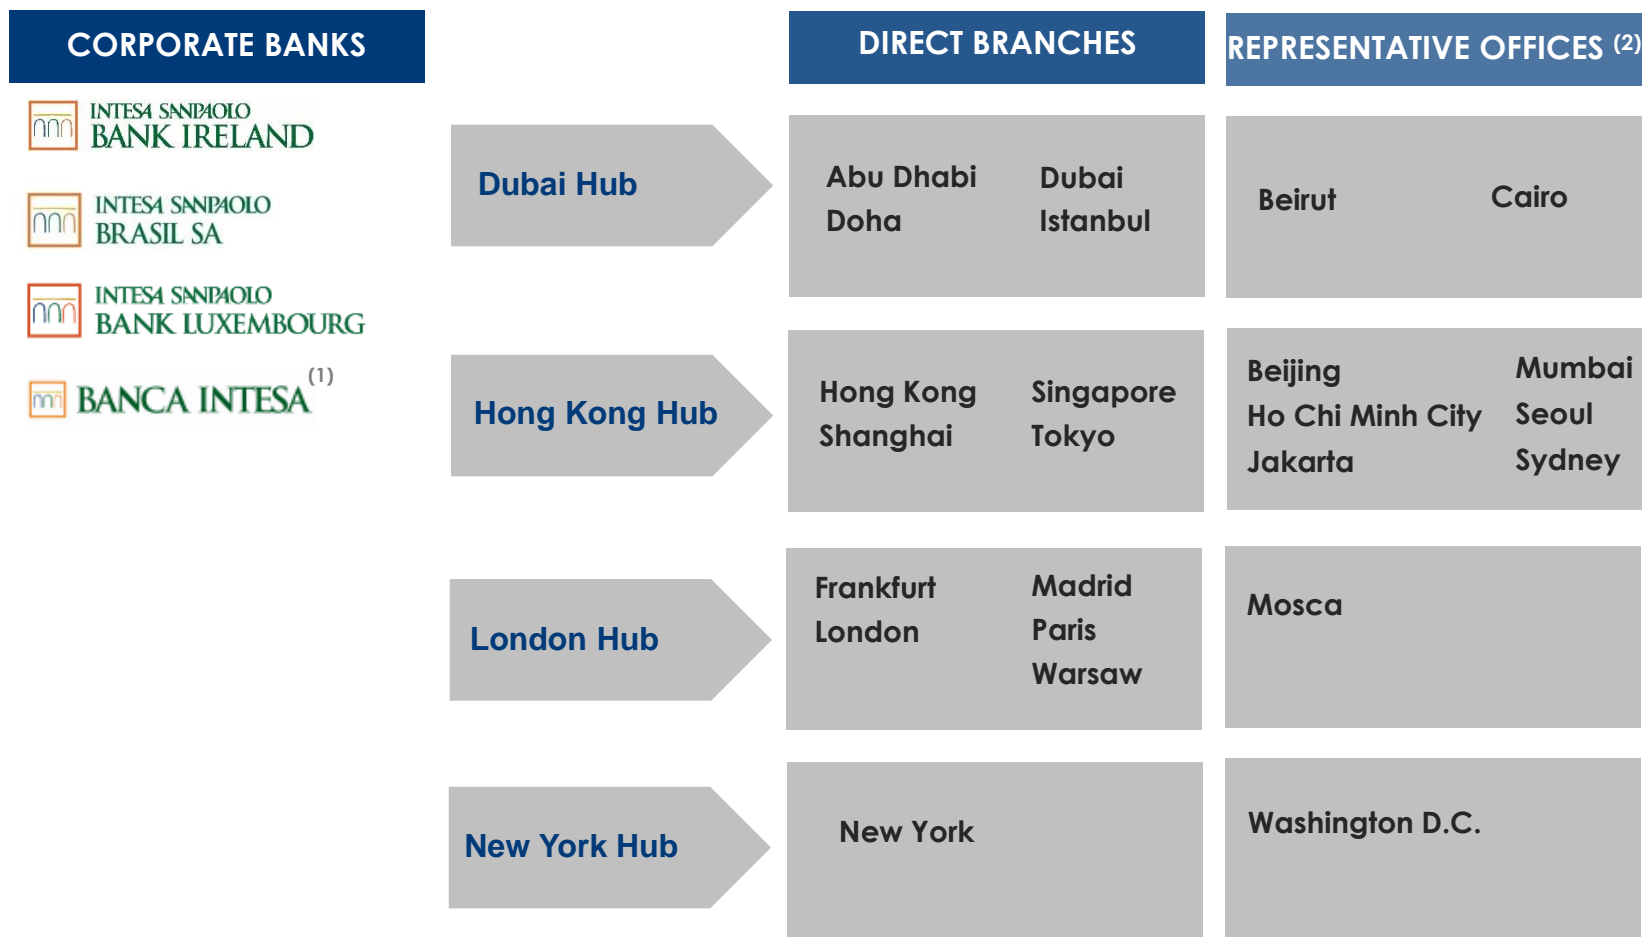 CORPORATE BANKS
INTESA SANPAOLO
BANK IRELAND
INTESA SANPAOLO
BRASIL SA
INTESA SANPAOLO
BANK LUXEMBOURG
BANCA INTESA (1)
DIRECT BRANCHES
REPRESENTATIVE OFFICES (2)
Dubai Hub
Abu Dhabi Dubai
Doha Istanbul
Beirut Cairo
Hong Kong Hub
Hong Kong Singapore
Shanghai Tokyo
Beijing Mumbai
Ho Chi Minh City Seoul
Jakarta Sydney
London Hub
Frankfurt Madrid
London Paris
Warsaw
Mosca
New York Hub
New York
Washington D.C.